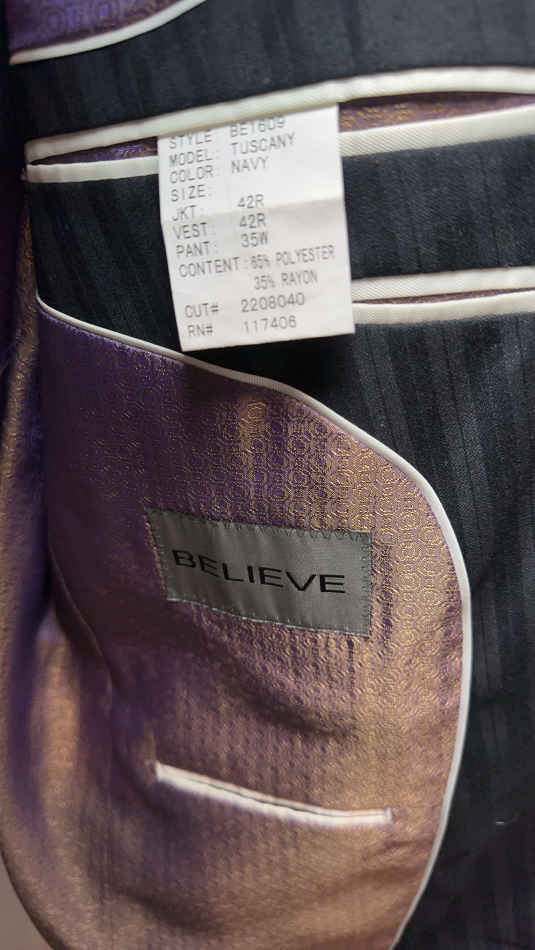 STYLE BE1609
MODEL: TUSCANY
COLOR: NAVY
SIZE:
JKT: 42R
VEST: 42R
PANT: 35W
CONTENT: 65% POLYESTER
35% RAYON
CUT# 2208040
RN# 117406
BELIEVE